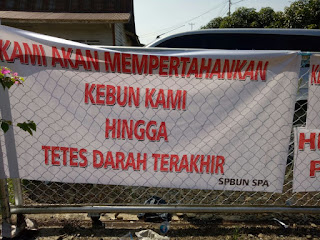 KAMI AKAN MEMPERTAHANKAN
KEBUN KAMI
HINGGA
TETES DARAH TERAKHIR
SPBUN SPA